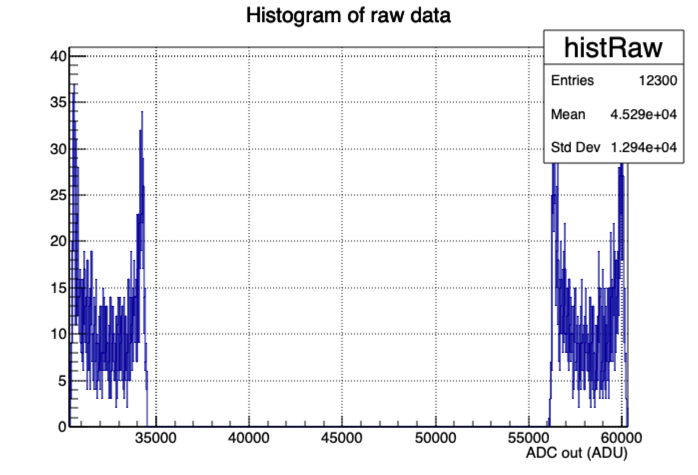 Histogram of raw data
histRaw
Entries 12300
Mean 4.529e+04
Std Dev 1.294e+04
40
35
30
25
20
15
10
5
0
35000 40000 45000 50000 55000 60000
ADC out (ADU)